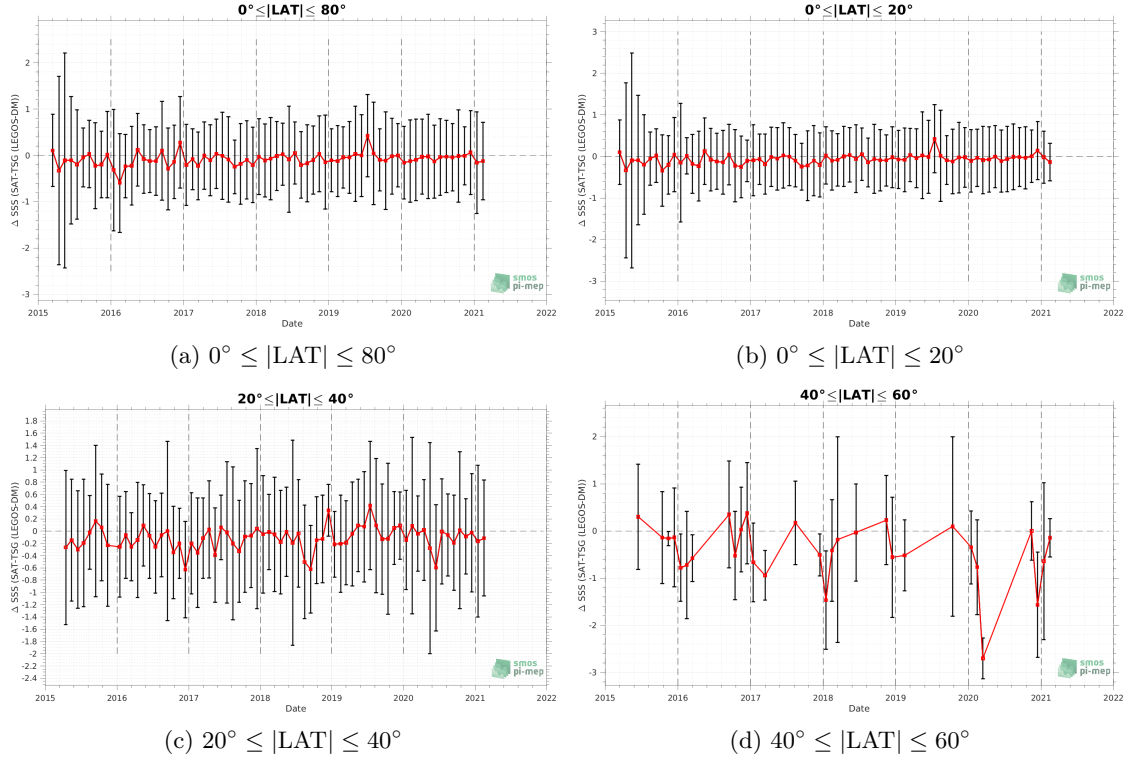 0°≤|LAT|≤ 80°
Δ SSS (SAT-TSG (LEGOS-DM))
2
1
0
-1
-2
-3
2015 2016 2017 2018 2019 2020 2021 2022
Date
smos
pi-mep
(a) 0° ≤ |LAT| ≤ 80°
0°≤|LAT|≤ 20°
Δ SSS (SAT-TSG (LEGOS-DM))
3
2
1
0
-1
-2
-3
2015 2016 2017 2018 2019 2020 2021 2022
Date
smos
pi-mep
(b) 0° ≤ |LAT| ≤ 20°
20°≤|LAT|≤ 40°
Δ SSS (SAT-TSG (LEGOS-DM))
1.8
1.6
1.4
1.2
1
0.8
0.6
0.4
0.2
0
-0.2
-0.4
-0.6
-0.8
-1
-1.2
-1.4
-1.6
-1.8
-2
-2.2
-2.4
2015 2016 2017 2018 2019 2020 2021 2022
Date
smos
pi-mep
(c) 20° ≤ |LAT| ≤ 40°
40°≤|LAT|≤ 60°
Δ SSS (SAT-TSG (LEGOS-DM))
2
1
0
-1
-2
-3
2015 2016 2017 2018 2019 2020 2021 2022
Date
smos
pi-mep
(d) 40° ≤ |LAT| ≤ 60°